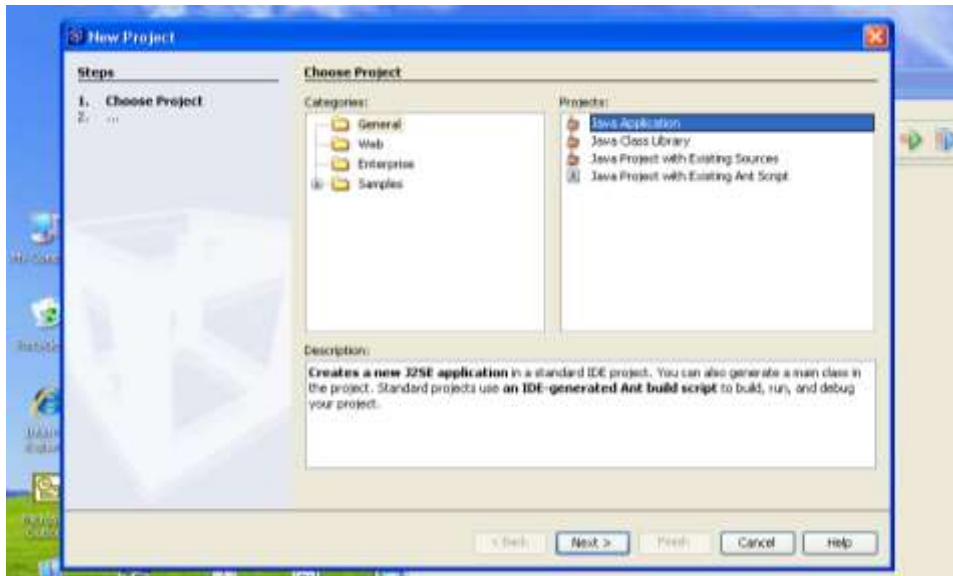 New Project
Steps
1. Choose Project
2. ...
Choose Project
Categories:
General
Web
Enterprise
Samples
Projects:
Java Application
Java Class Library
Java Project with Existing Sources
Java Project with Existing Ant Script
Description:
Creates a new J2SE application in a standard IDE project. You can also generate a main class in
the project. Standard projects use an IDE-generated Ant build script to build, run, and debug
your project.
< Back
Next >
Finish
Cancel
Help